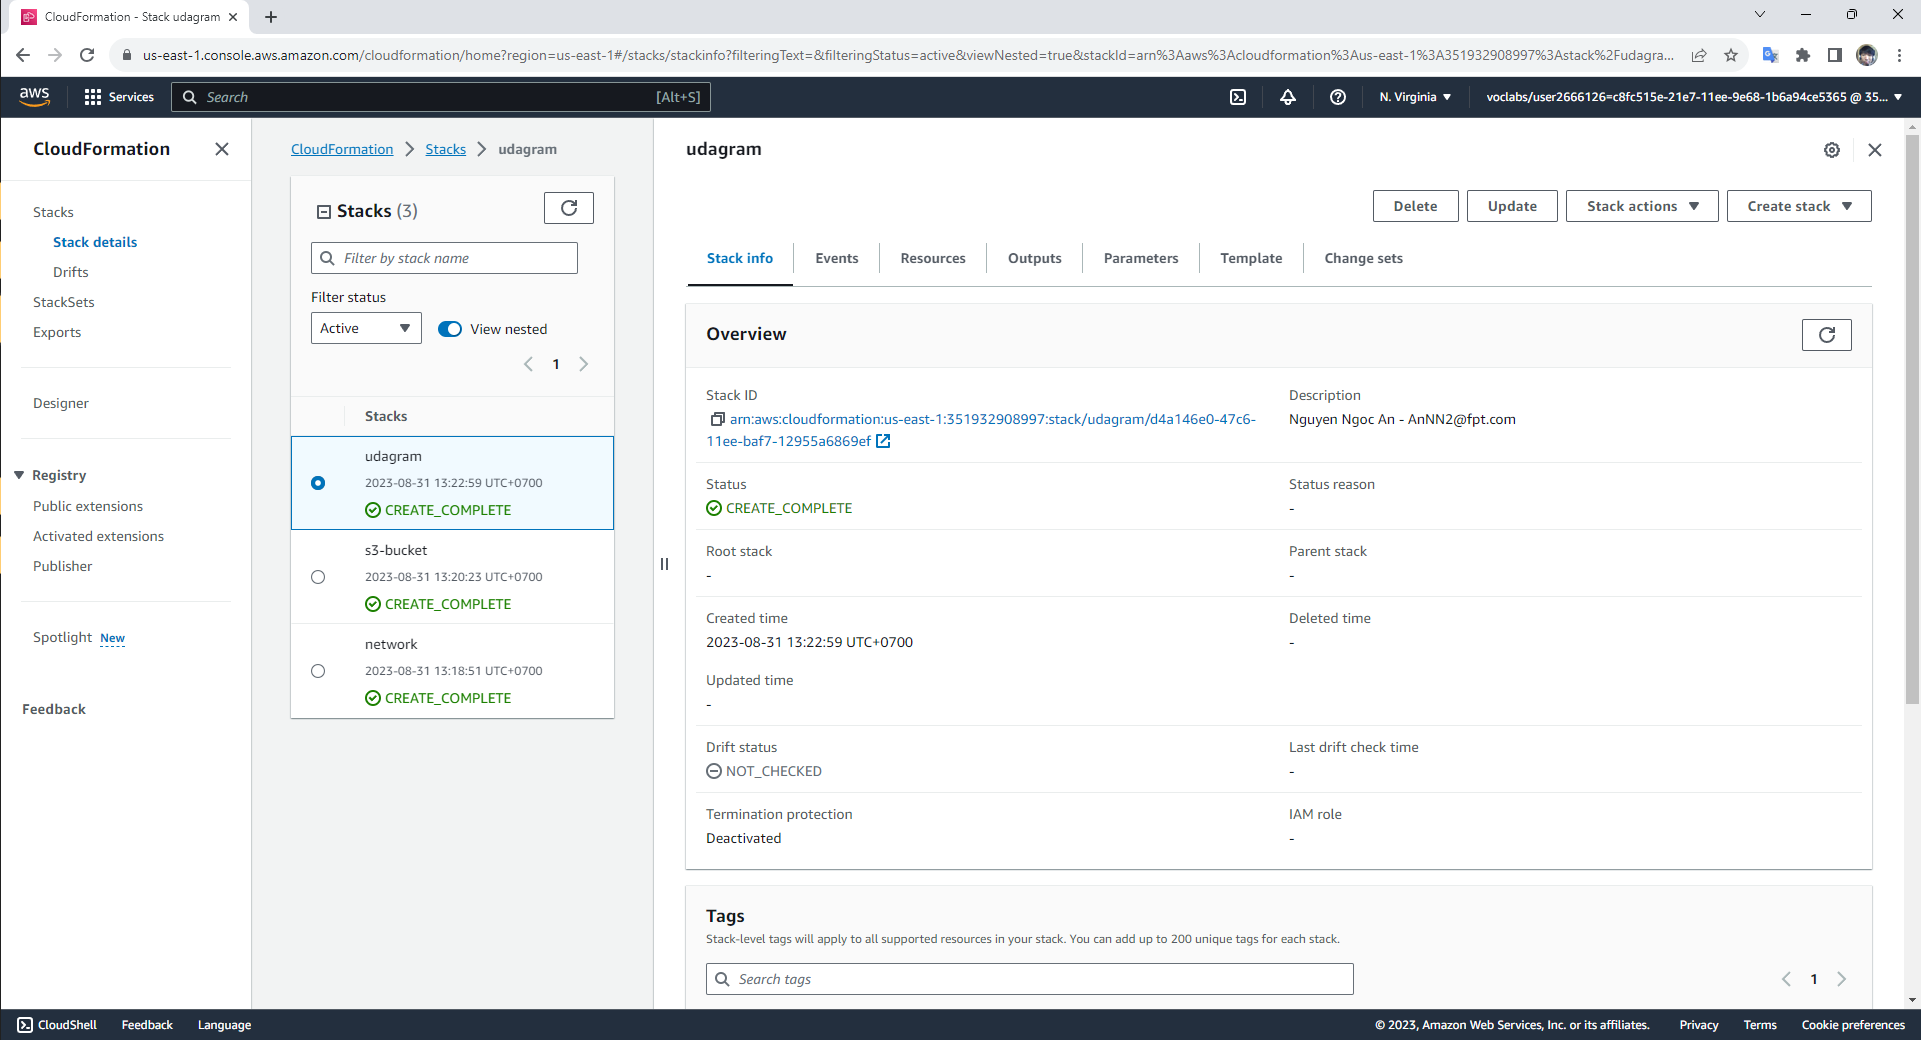 CloudFormation - Stack udagram
us-east-1.console.aws.amazon.com/cloudformation/home?region=us-east-1#/stacks/stackinfo?filteringText=&filteringStatus=active&viewNested=true&stackId=arn%3Aaws%3Acloudformation%3Aus-east-1%3A351932908997%3Astack%2Fudagra...
aws
Services
Search
[Alt+S]
N. Virginia
voclabs/user2666126=c8fc515e-21e7-11ee-9e68-1b6a94ce5365 @ 35...
CloudFormation
Stacks
Stack details
Drifts
StackSets
Exports
Designer
Registry
Public extensions
Activated extensions
Publisher
Spotlight New
Feedback
CloudFormation
Stacks
udagram
Stacks (3)
Filter by stack name
Filter status
Active
View nested
1
Stacks
udagram
2023-08-31 13:22:59 UTC+0700
CREATE_COMPLETE
s3-bucket
2023-08-31 13:20:23 UTC+0700
CREATE_COMPLETE
network
2023-08-31 13:18:51 UTC+0700
CREATE_COMPLETE
udagram
Delete
Update
Stack actions
Create stack
Stack info
Events
Resources
Outputs
Parameters
Template
Change sets
Overview
Stack ID
arn:aws:cloudformation:us-east-1:351932908997:stack/udagram/d4a146e0-47c6-
11ee-baf7-12955a6869ef
Description
Nguyen Ngoc An - AnNN2@fpt.com
Status
CREATE_COMPLETE
Status reason
-
Root stack
-
Parent stack
-
Created time
2023-08-31 13:22:59 UTC+0700
Deleted time
-
Updated time
-
Drift status
NOT_CHECKED
Last drift check time
-
Termination protection
Deactivated
IAM role
-
Tags
Stack-level tags will apply to all supported resources in your stack. You can add up to 200 unique tags for each stack.
Search tags
1
CloudShell
Feedback
Language
© 2023, Amazon Web Services, Inc. or its affiliates.
Privacy
Terms
Cookie preferences